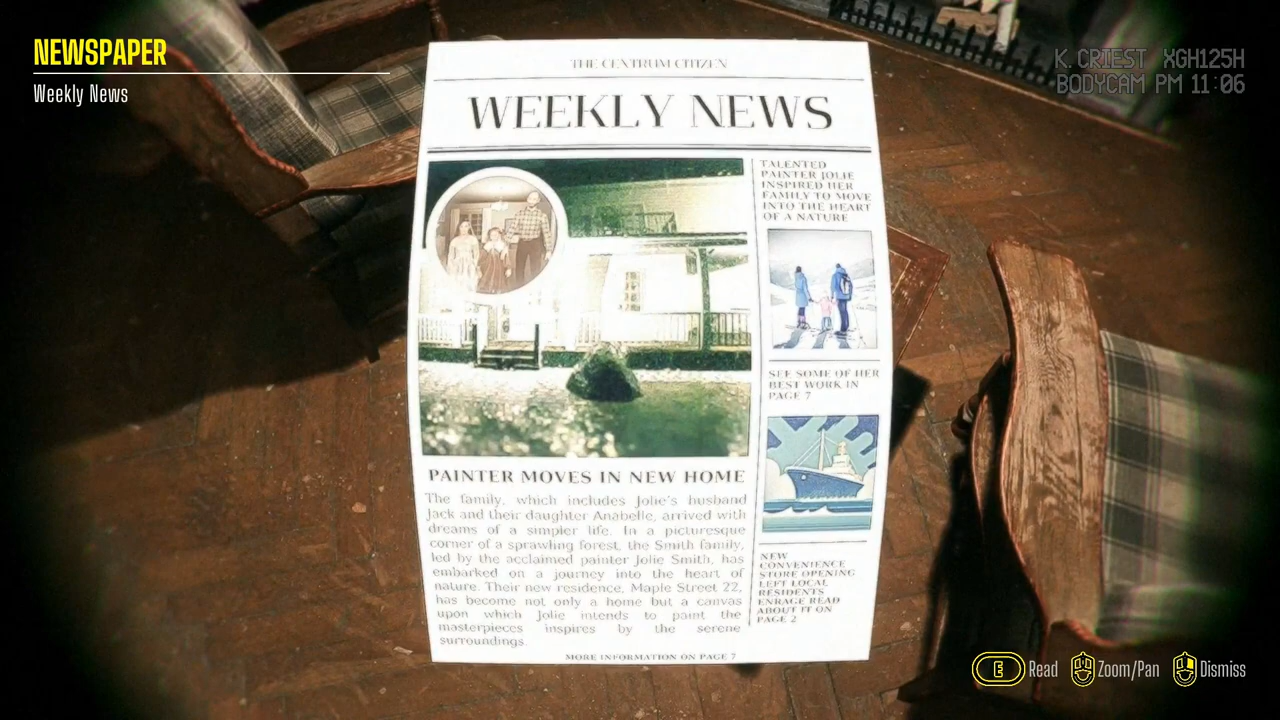 NEWSPAPER
Weekly News
K. CRIEST XGH125H
BODYCAM PM 11:06
THE CENTRUM CITIZEN
WEEKLY NEWS
TALENTED
PAINTER JOLIE
INSPIRED HER
FAMILY TO MOVE
INTO THE HEART
OF A NATURE
SEE SOME OF HER
BEST WORK IN
PAGE 7
PAINTER MOVES IN NEW HOME
The family, which includes Jolie's husband
Jack and their daughter Anabelle, arrived with
dreams of a simpler life. In a picturesque
corner of a sprawling forest, the Smith family,
led by the acclaimed painter Jolie Smith, has
embarked on a journey into the heart of
nature. Their new residence, Maple Street 22,
has become not only a home but a canvas
upon which Jolie intends to paint the
masterpieces inspires by the serene
surroundings.
MORE INFORMATION ON PAGE 7
NEW
CONVENIENCE
STORE OPENING
LEFT LOCAL
RESIDENTS
ENRAGE READ
ABOUT IT ON
PAGE 2
E Read Zoom/Pan Dismiss